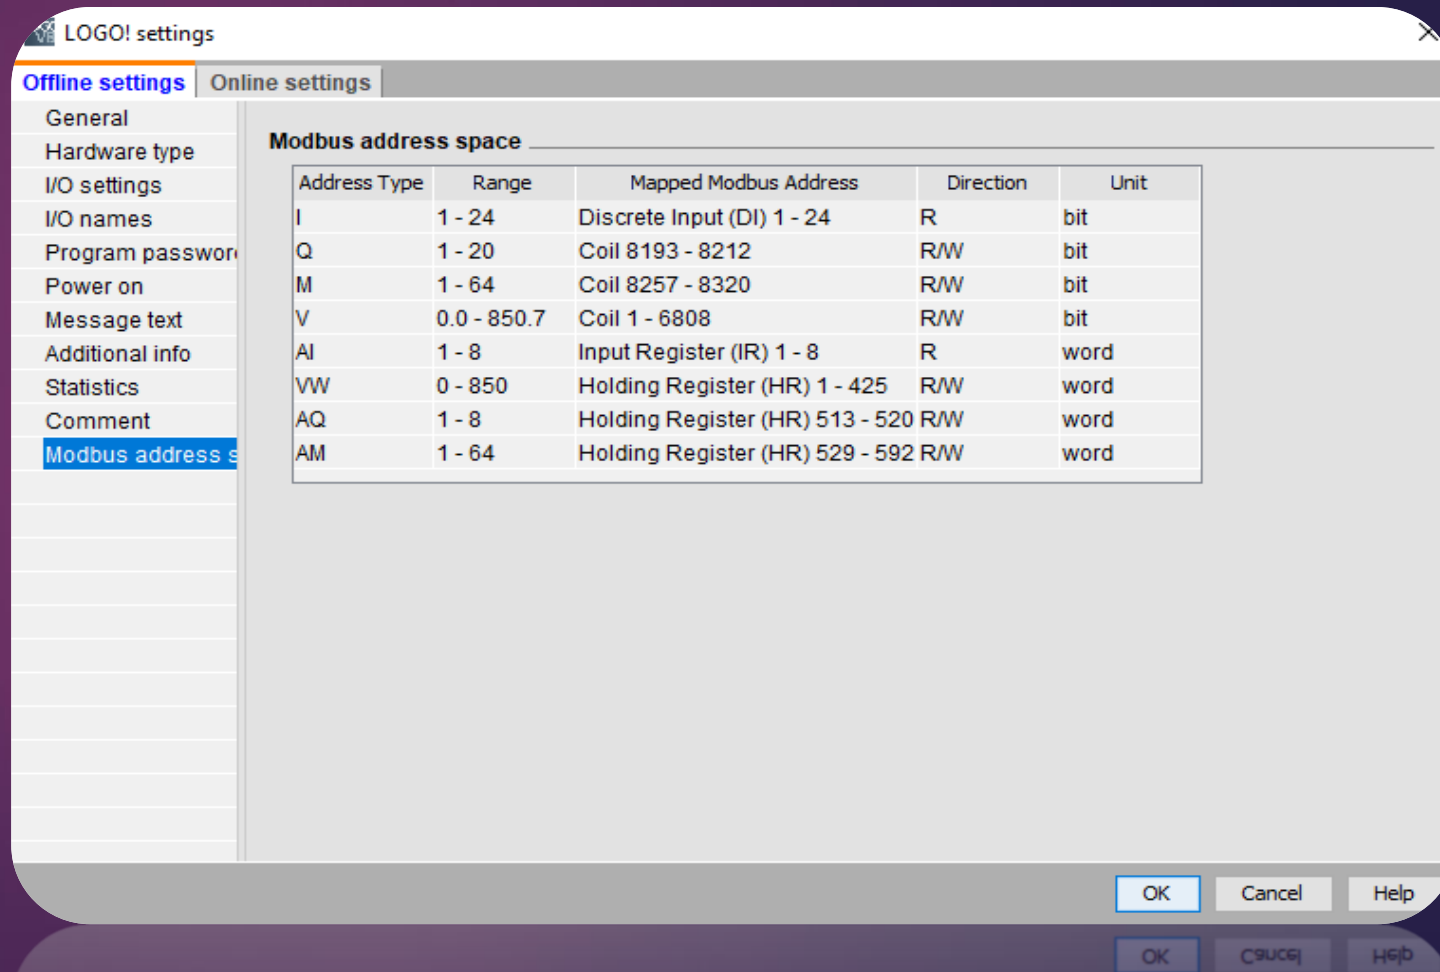 LOGO! settings
Offline settings Online settings
General
Hardware type
I/O settings
I/O names
Program passwor
Power on
Message text
Additional info
Statistics
Comment
Modbus address s
Modbus address space
Address Type Range Mapped Modbus Address Direction Unit
I 1 - 24 Discrete Input (DI) 1 - 24 R bit
Q 1 - 20 Coil 8193 - 8212 R/W bit
M 1 - 64 Coil 8257 - 8320 R/W bit
V 0.0 - 850.7 Coil 1 - 6808 R/W bit
AI 1 - 8 Input Register (IR) 1 - 8 R word
VW 0 - 850 Holding Register (HR) 1 - 425 R/W word
AQ 1 - 8 Holding Register (HR) 513 - 520 R/W word
AM 1 - 64 Holding Register (HR) 529 - 592 R/W word
OK Cancel Help